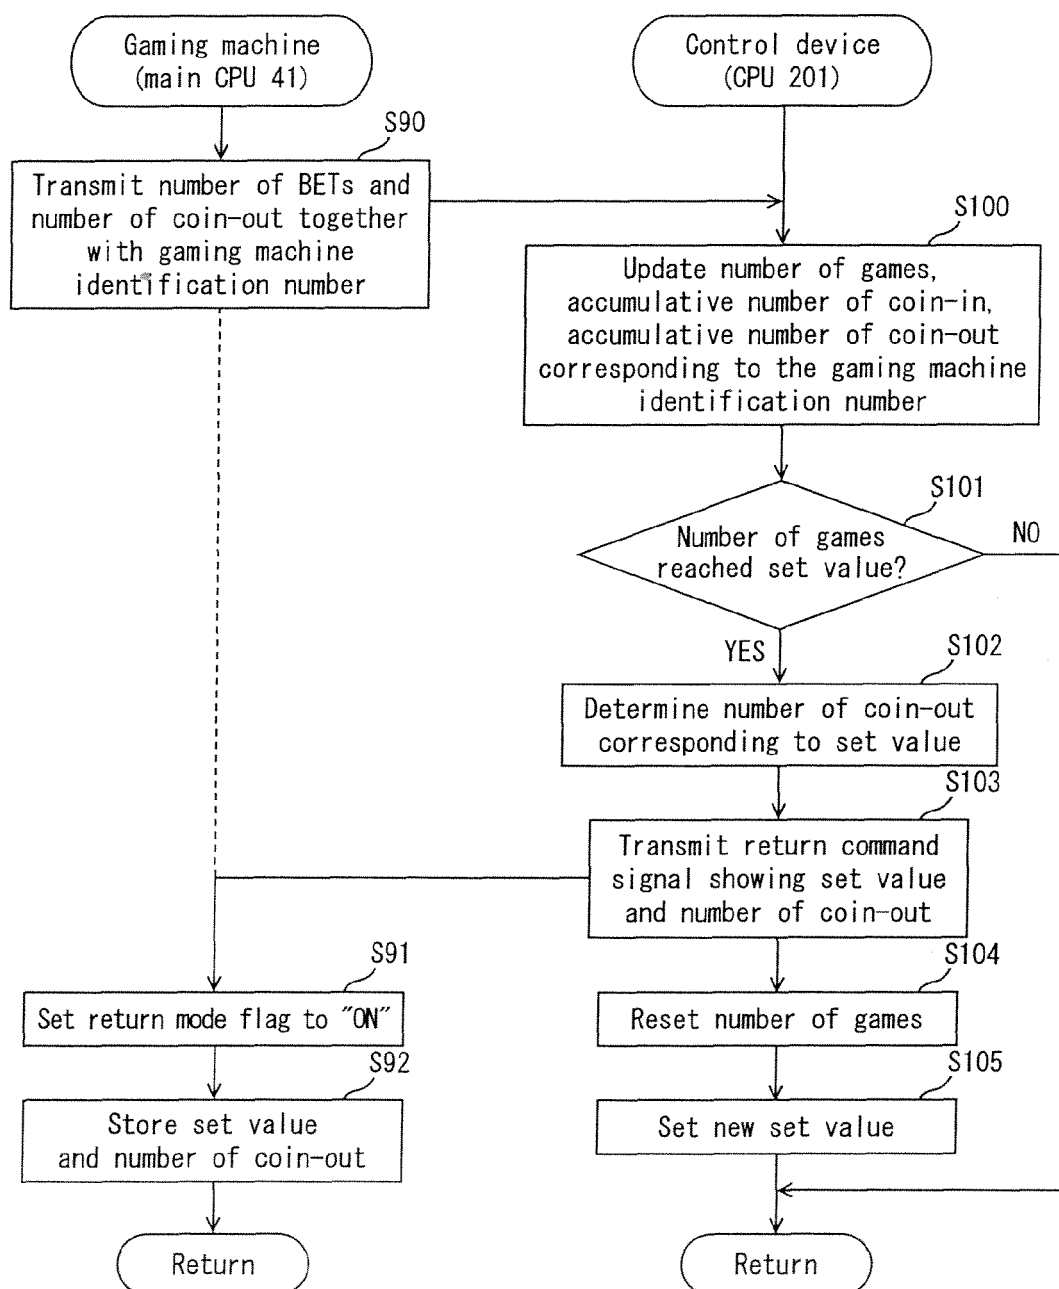 Gaming machine
(main CPU 41)
Control device
(CPU 201)
S90
Transmit number of BETs and
number of coin-out together
with gaming machine
identification number
S100
Update number of games,
accumulative number of coin-in,
accumulative number of coin-out
corresponding to the gaming machine
identification number
S101
Number of games
reached set value?
NO
YES
S102
Determine number of coin-out
corresponding to set value
S103
Transmit return command
signal showing set value
and number of coin-out
S91
Set return mode flag to "ON"
S104
Reset number of games
S92
Store set value
and number of coin-out
S105
Set new set value
Return
Return